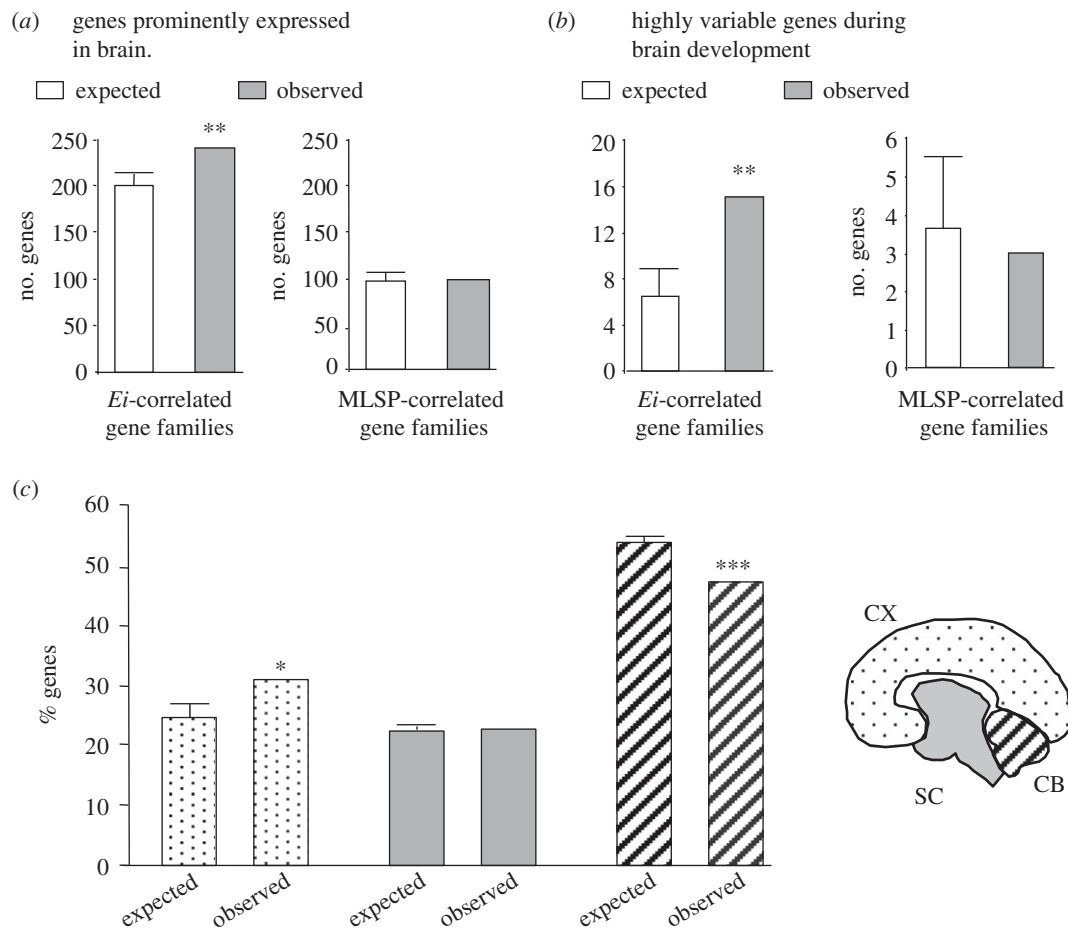 (a) genes prominently expressed
in brain.
expected observed
**
no. genes
250
200
150
100
50
0
Ei-correlated
gene families
no. genes
250
200
150
100
50
0
MLSP-correlated
gene families
(b) highly variable genes during
brain development
expected observed
**
no. genes
20
16
12
8
4
0
Ei-correlated
gene families
no. genes
6
5
4
3
2
1
0
MLSP-correlated
gene families
(c)
% genes
60
50
40
30
20
10
0
*
***
expected
observed
expected
observed
expected
observed
CX
SC
CB